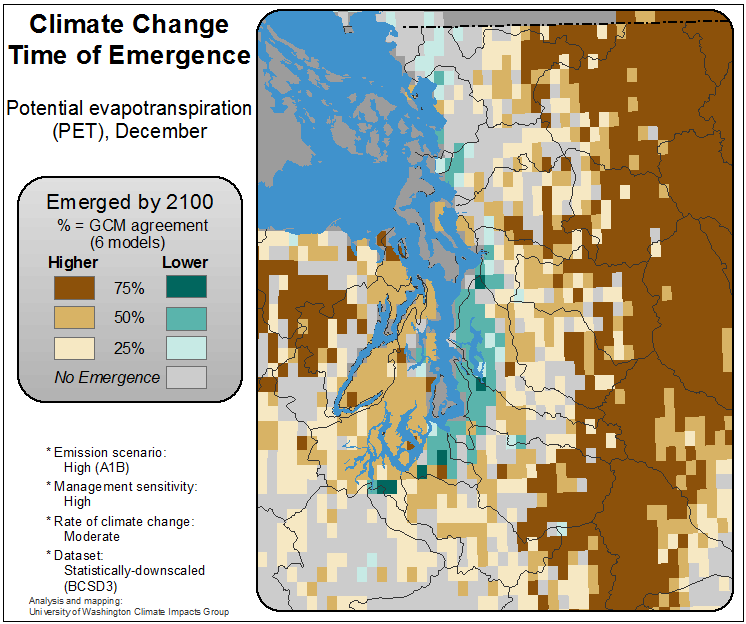 Climate Change
Time of Emergence
Potential evapotranspiration
(PET), December
Emerged by 2100
% = GCM agreement
(6 models)
Higher Lower
75%
50%
25%
No Emergence
* Emission scenario:
High (A1B)
* Management sensitivity:
High
* Rate of climate change:
Moderate
* Dataset:
Statistically-downscaled
(BCSD3)
Analysis and mapping:
University of Washington Climate Impacts Group